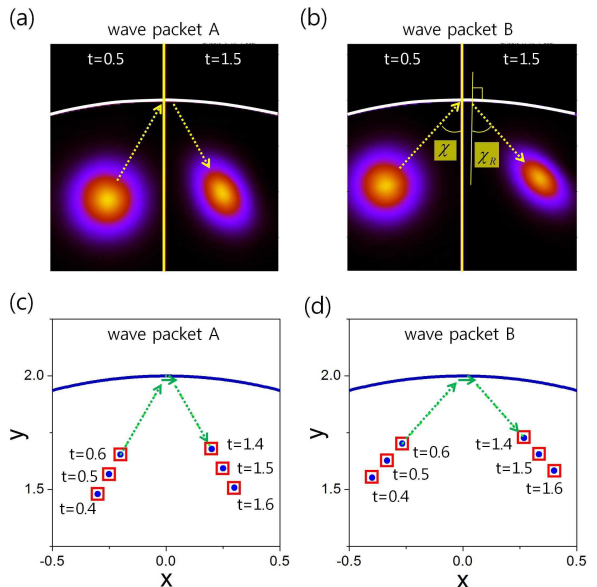 (a) wave packet A
t=0.5 t=1.5
(b) wave packet B
t=0.5 t=1.5
χ χR
(c)
wave packet A
2.0
1.5
y
t=0.6
t=0.5
t=0.4
t=1.4
t=1.5
t=1.6
-0.5 0.0 0.5
x
(d)
wave packet B
2.0
1.5
y
t=0.6
t=0.5
t=0.4
t=1.4
t=1.5
t=1.6
-0.5 0.0 0.5
x